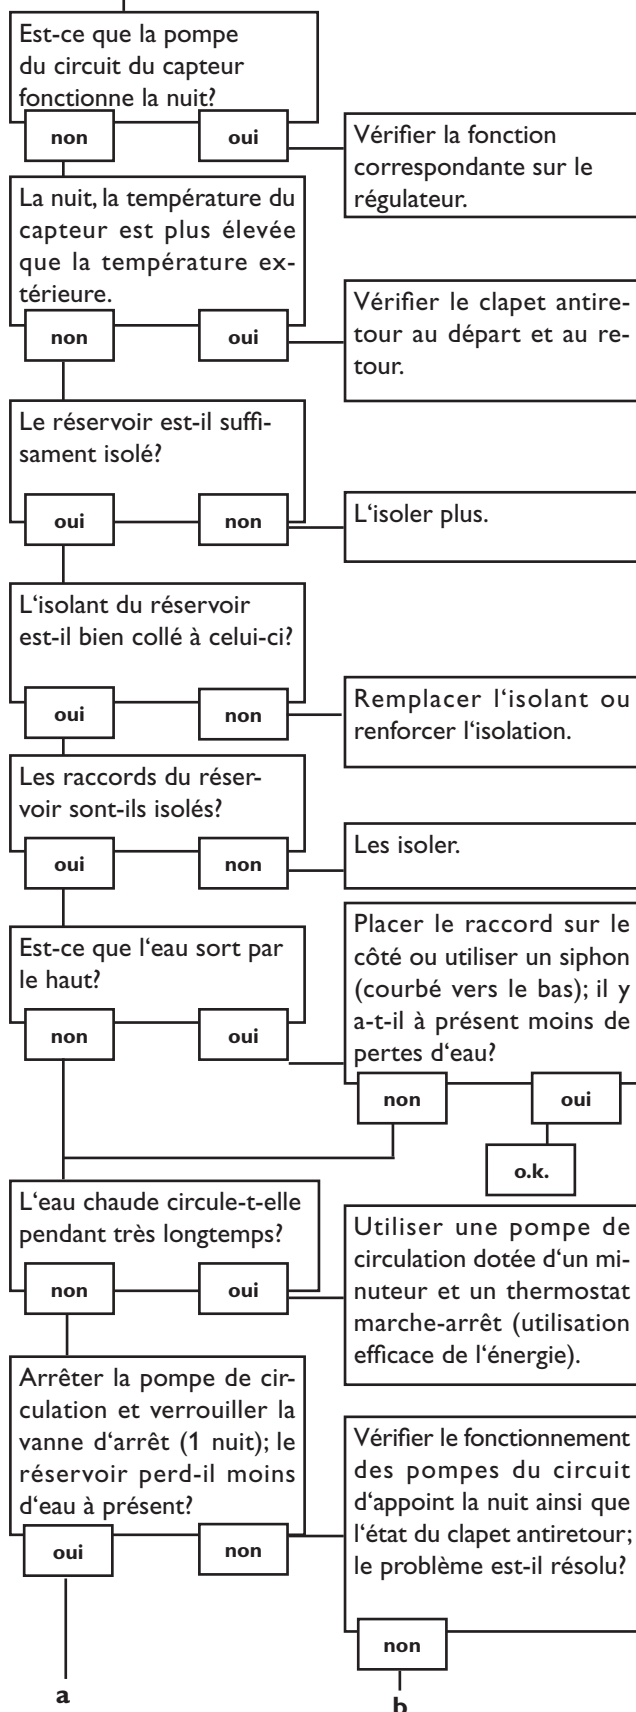 Est-ce que la pompe
du circuit du capteur
fonctionne la nuit?
non
oui
Vérifier la fonction
correspondante sur le
régulateur.
La nuit, la température du
capteur est plus élevée
que la température ex-
térieure.
non
oui
Vérifier le clapet antire-
tour au départ et au re-
tour.
Le réservoir est-il suffi-
sament isolé?
oui
non
L‘isoler plus.
L‘isolant du réservoir
est-il bien collé à celui-ci?
oui
non
Remplacer l‘isolant ou
renforcer l‘isolation.
Les raccords du réser-
voir sont-ils isolés?
oui
non
Les isoler.
Est-ce que l‘eau sort par
le haut?
non
oui
Placer le raccord sur le
côté ou utiliser un siphon
(courbé vers le bas); il y
a-t-il à présent moins de
pertes d‘eau?
non
oui
o.k.
L‘eau chaude circule-t-elle
pendant très longtemps?
non
oui
Utiliser une pompe de
circulation dotée d‘un mi-
nuteur et un thermostat
marche-arrêt (utilisation
efficace de l‘énergie).
Arrêter la pompe de cir-
culation et verrouiller la
vanne d‘arrêt (1 nuit); le
réservoir perd-il moins
d‘eau à présent?
oui
non
Vérifier le fonctionnement
des pompes du circuit
d‘appoint la nuit ainsi que
l‘état du clapet antiretour;
le problème est-il résolu?
non
a
b